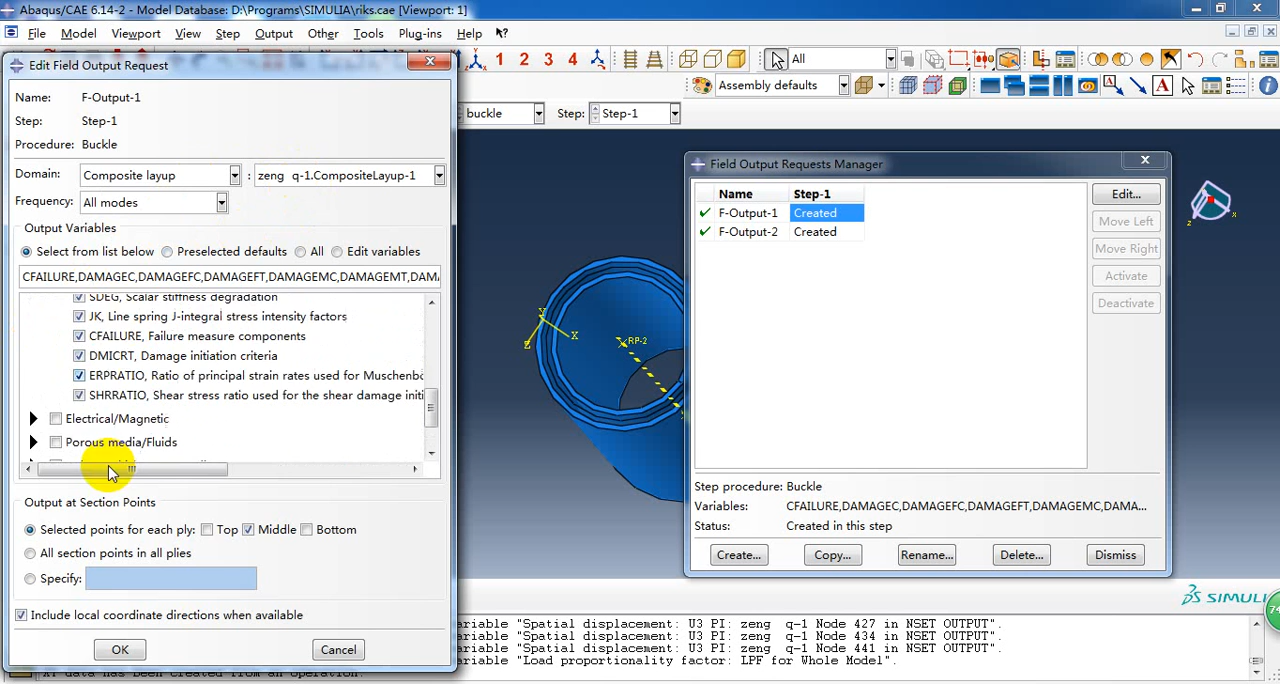 Abaqus/CAE 6.14-2 - Model Database: D:\Programs\SIMULIA\riks.cae [Viewport: 1]
File Model Viewport View Step Output Other Tools Plug-ins Help
1 2 3 4 All
Assembly defaults
buckle Step: Step-1
Edit Field Output Request
Name: F-Output-1
Step: Step-1
Procedure: Buckle
Domain: Composite layup : zeng q-1.CompositeLayup-1
Frequency: All modes
Output Variables
Select from list below Preselected defaults All Edit variables
CFAILURE,DAMAGEC,DAMAGEFC,DAMAGEFT,DAMAGEMC,DAMAGEMT,DAM
SDEG, Scalar stiffness degradation
JK, Line spring J-integral stress intensity factors
CFAILURE, Failure measure components
DMICRT, Damage initiation criteria
ERPRATIO, Ratio of principal strain rates used for Muschenb
SHRRATIO, Shear stress ratio used for the shear damage initi
Electrical/Magnetic
Porous media/Fluids
Output at Section Points
Selected points for each ply: Top Middle Bottom
All section points in all plies
Specify:
Include local coordinate directions when available
OK Cancel
Y
X
Z
RP-2
Field Output Requests Manager
Name Step-1
F-Output-1 Created
F-Output-2 Created
Edit...
Move Left
Move Right
Activate
Deactivate
Step procedure: Buckle
Variables: CFAILURE,DAMAGEC,DAMAGEFC,DAMAGEFT,DAMAGEMC,DAMA...
Status: Created in this step
Create... Copy... Rename... Delete... Dismiss
SIMULI
74
ariable "Spatial displacement: U3 PI: zeng q-1 Node 427 in NSET OUTPUT".
ariable "Spatial displacement: U3 PI: zeng q-1 Node 434 in NSET OUTPUT".
ariable "Spatial displacement: U3 PI: zeng q-1 Node 441 in NSET OUTPUT".
ariable "Load proportionality factor: LPF for Whole Model".